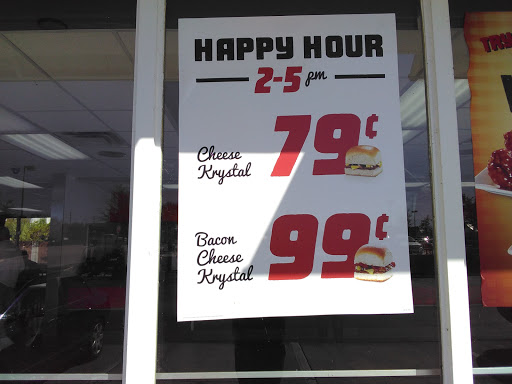 HAPPY HOUR
2-5 pm
79¢
Cheese
Krystal
99¢
Bacon
Cheese
Krystal